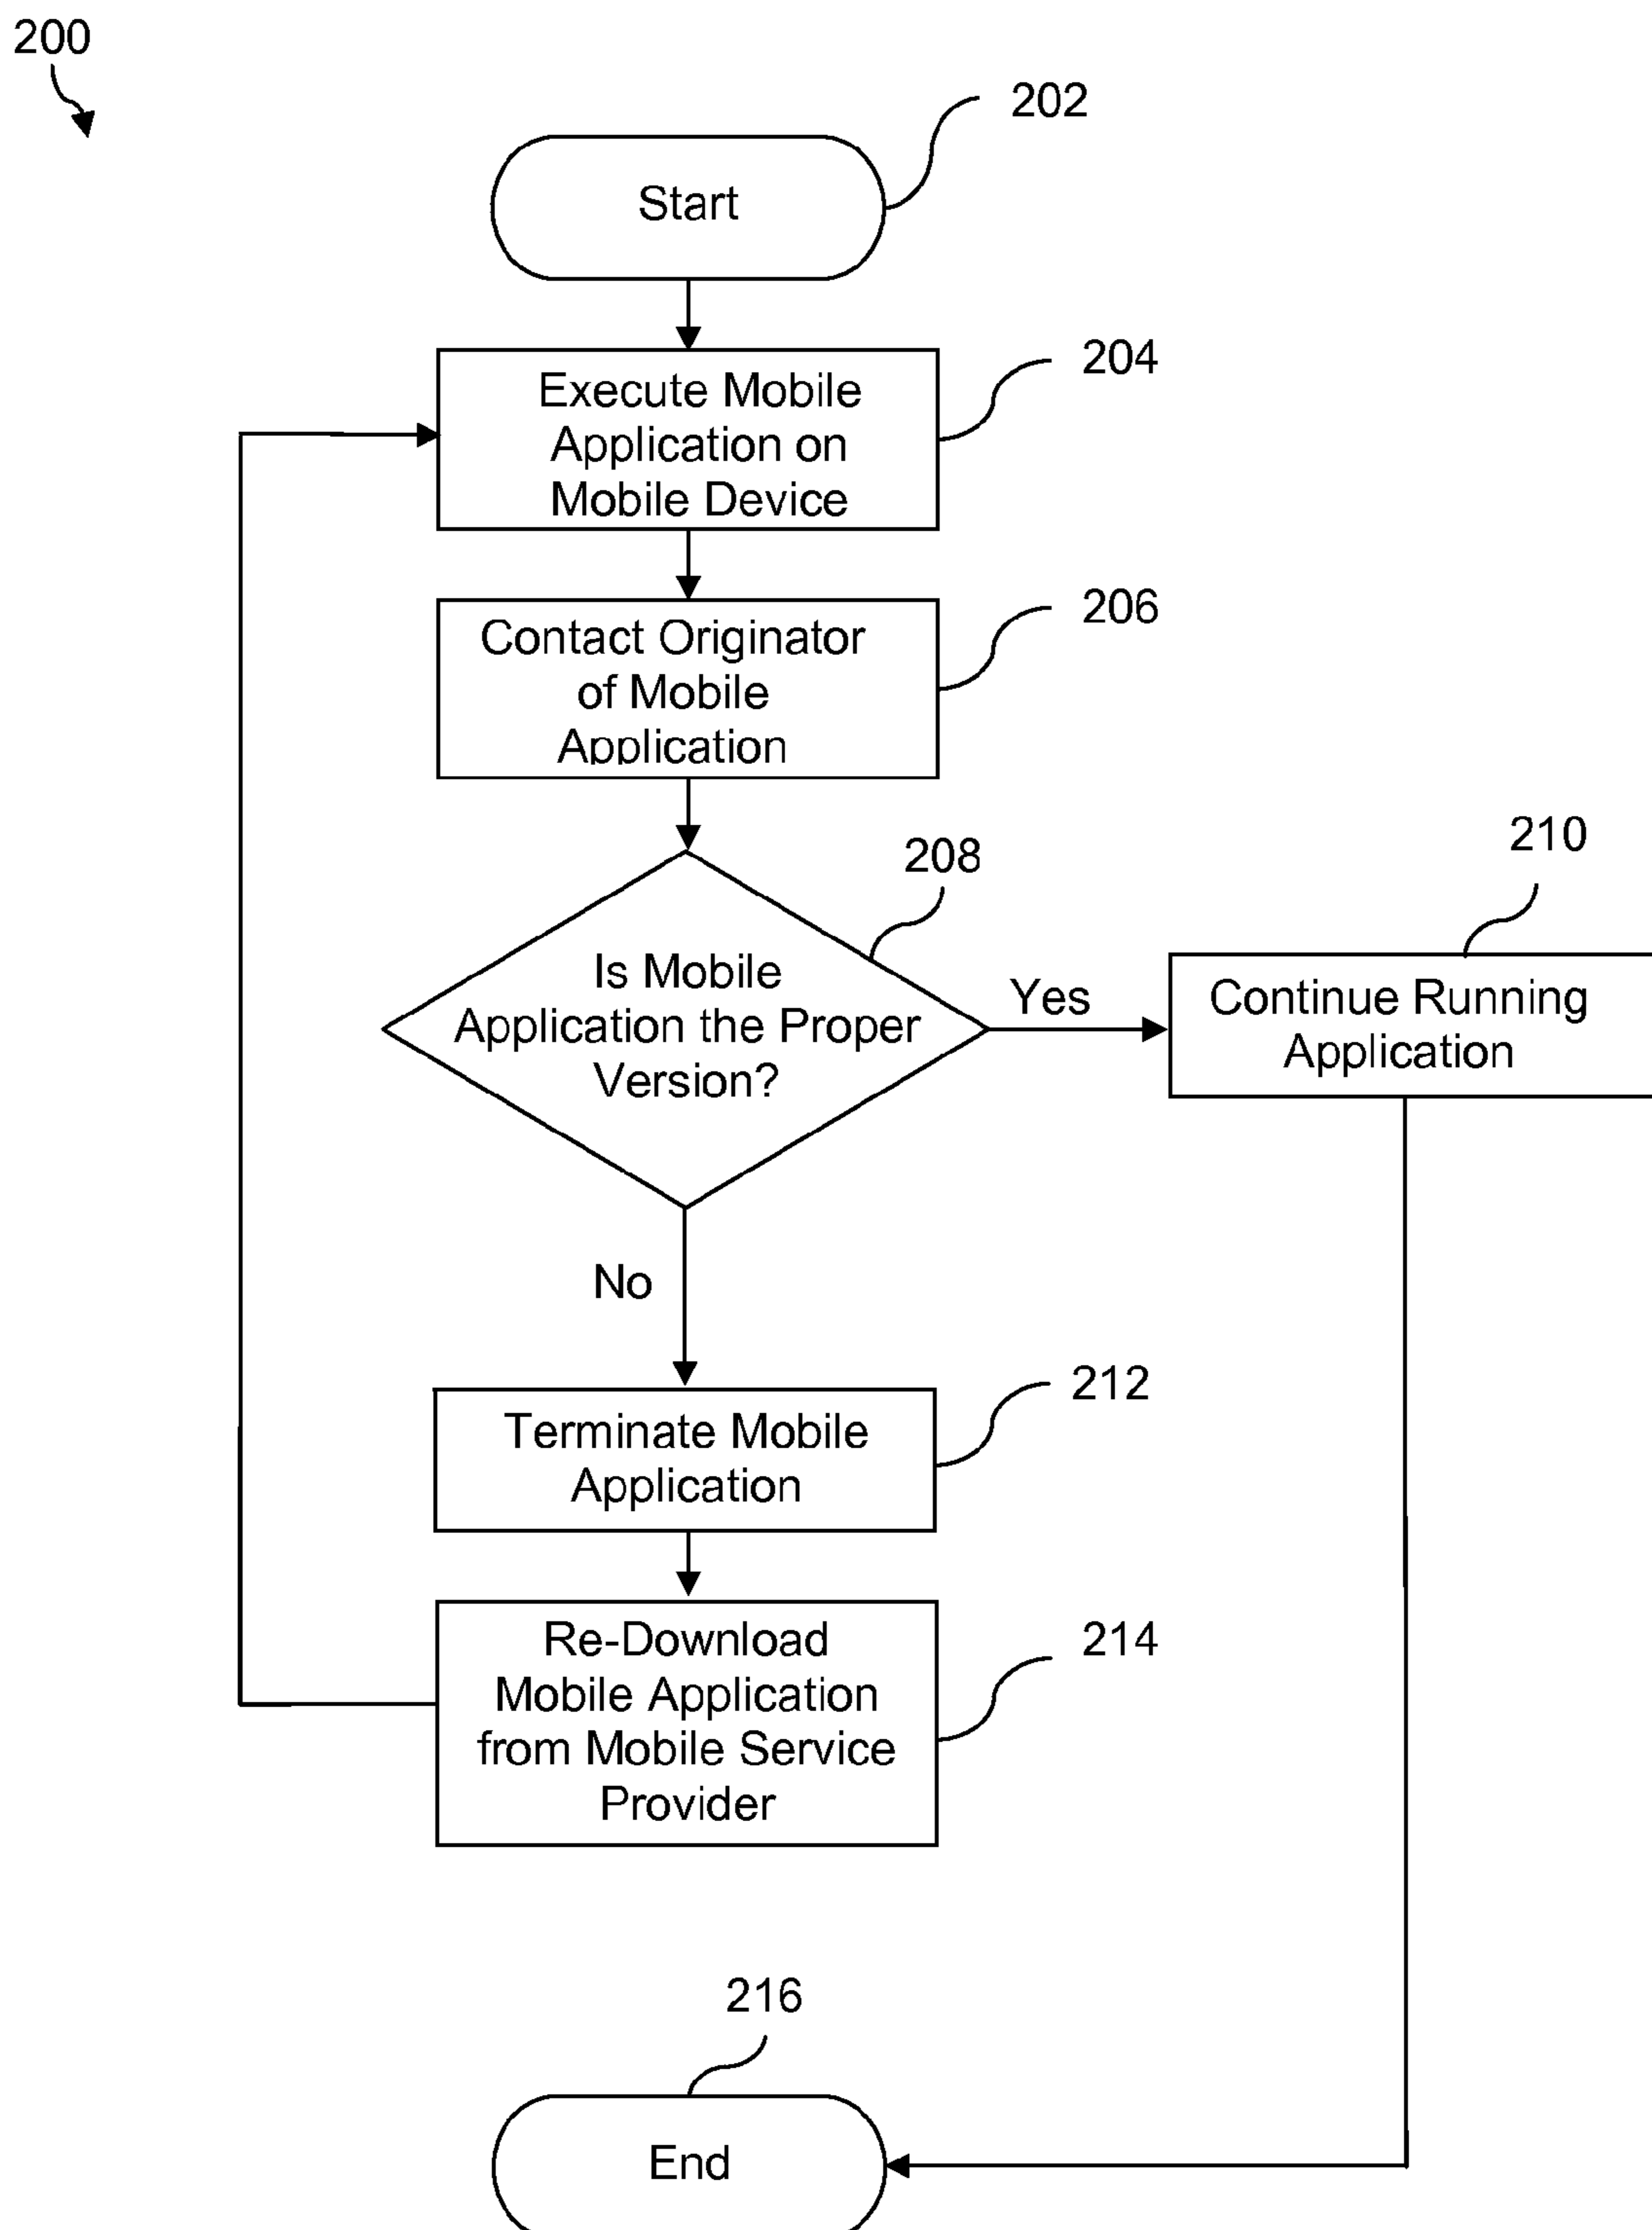 200
202
Start
204
Execute Mobile
Application on
Mobile Device
206
Contact Originator
of Mobile
Application
208
Is Mobile
Application the Proper
Version?
Yes
210
Continue Running
Application
No
212
Terminate Mobile
Application
214
Re-Download
Mobile Application
from Mobile Service
Provider
216
End